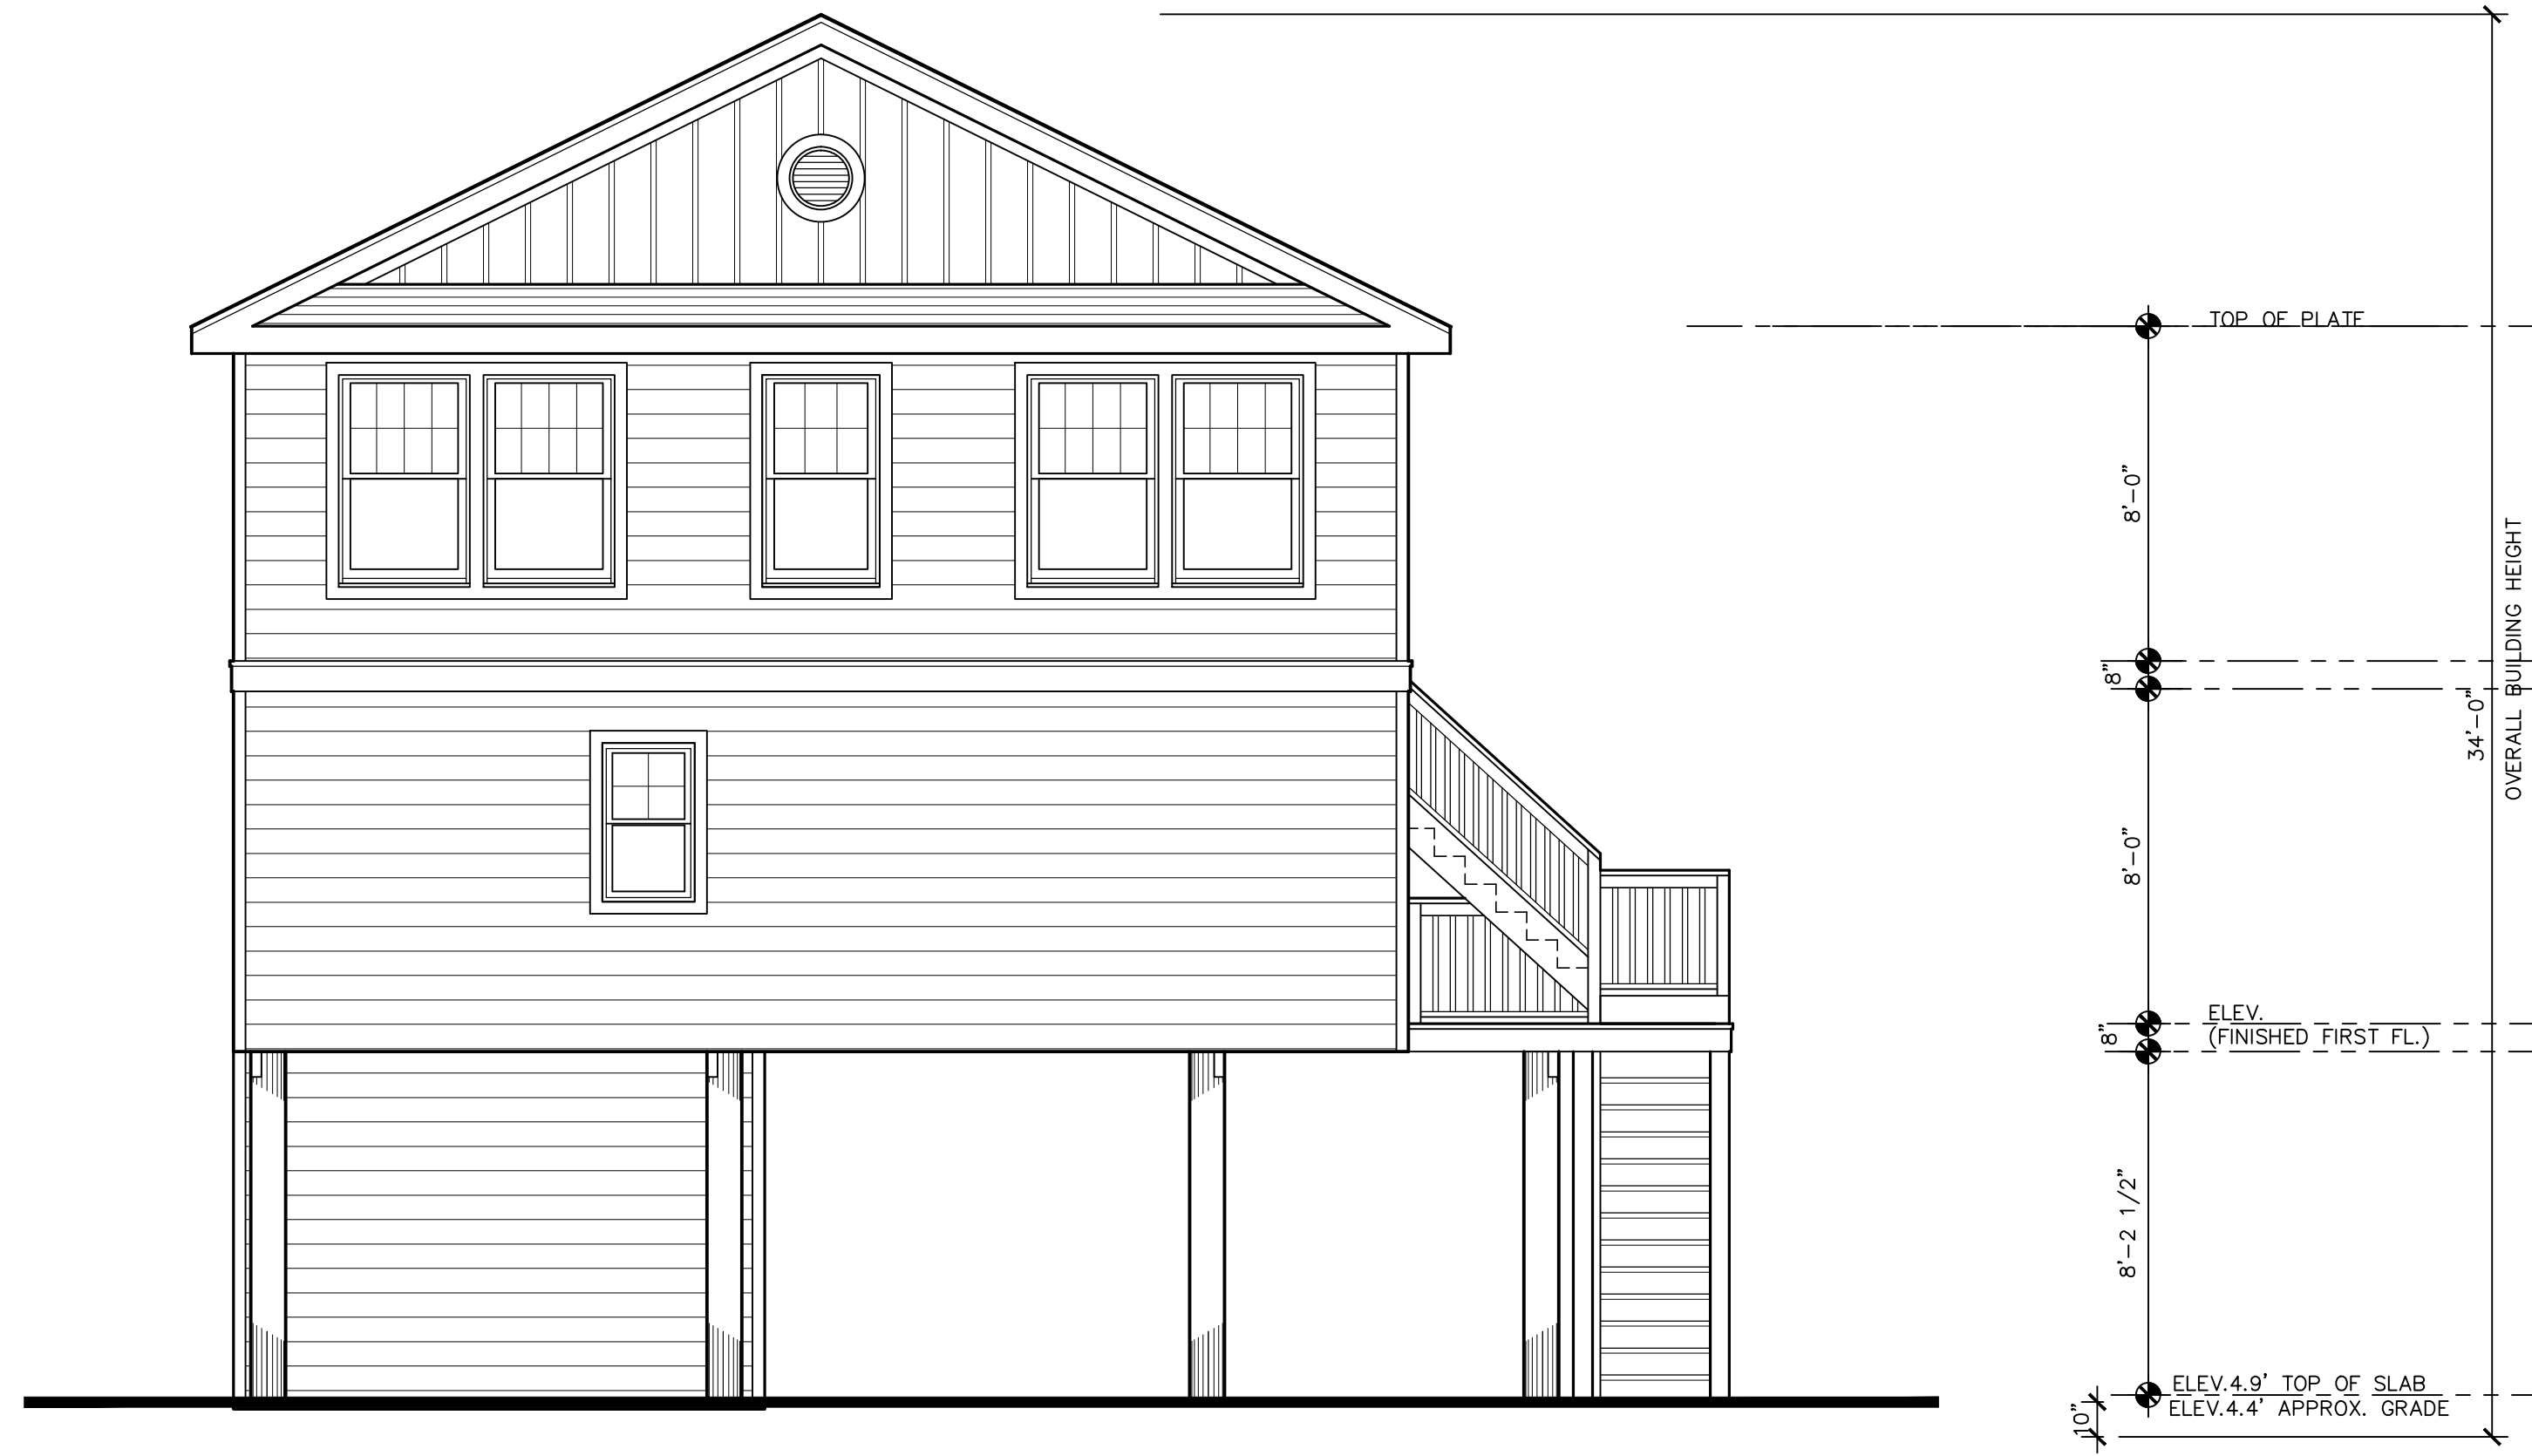 TOP OF PLATE
8'-0"
8"
34'-0"
OVERALL BUILDING HEIGHT
8'-0"
ELEV.
(FINISHED FIRST FL.)
8"
8'-2 1/2"
ELEV.4.9' TOP OF SLAB
ELEV.4.4' APPROX. GRADE
10"